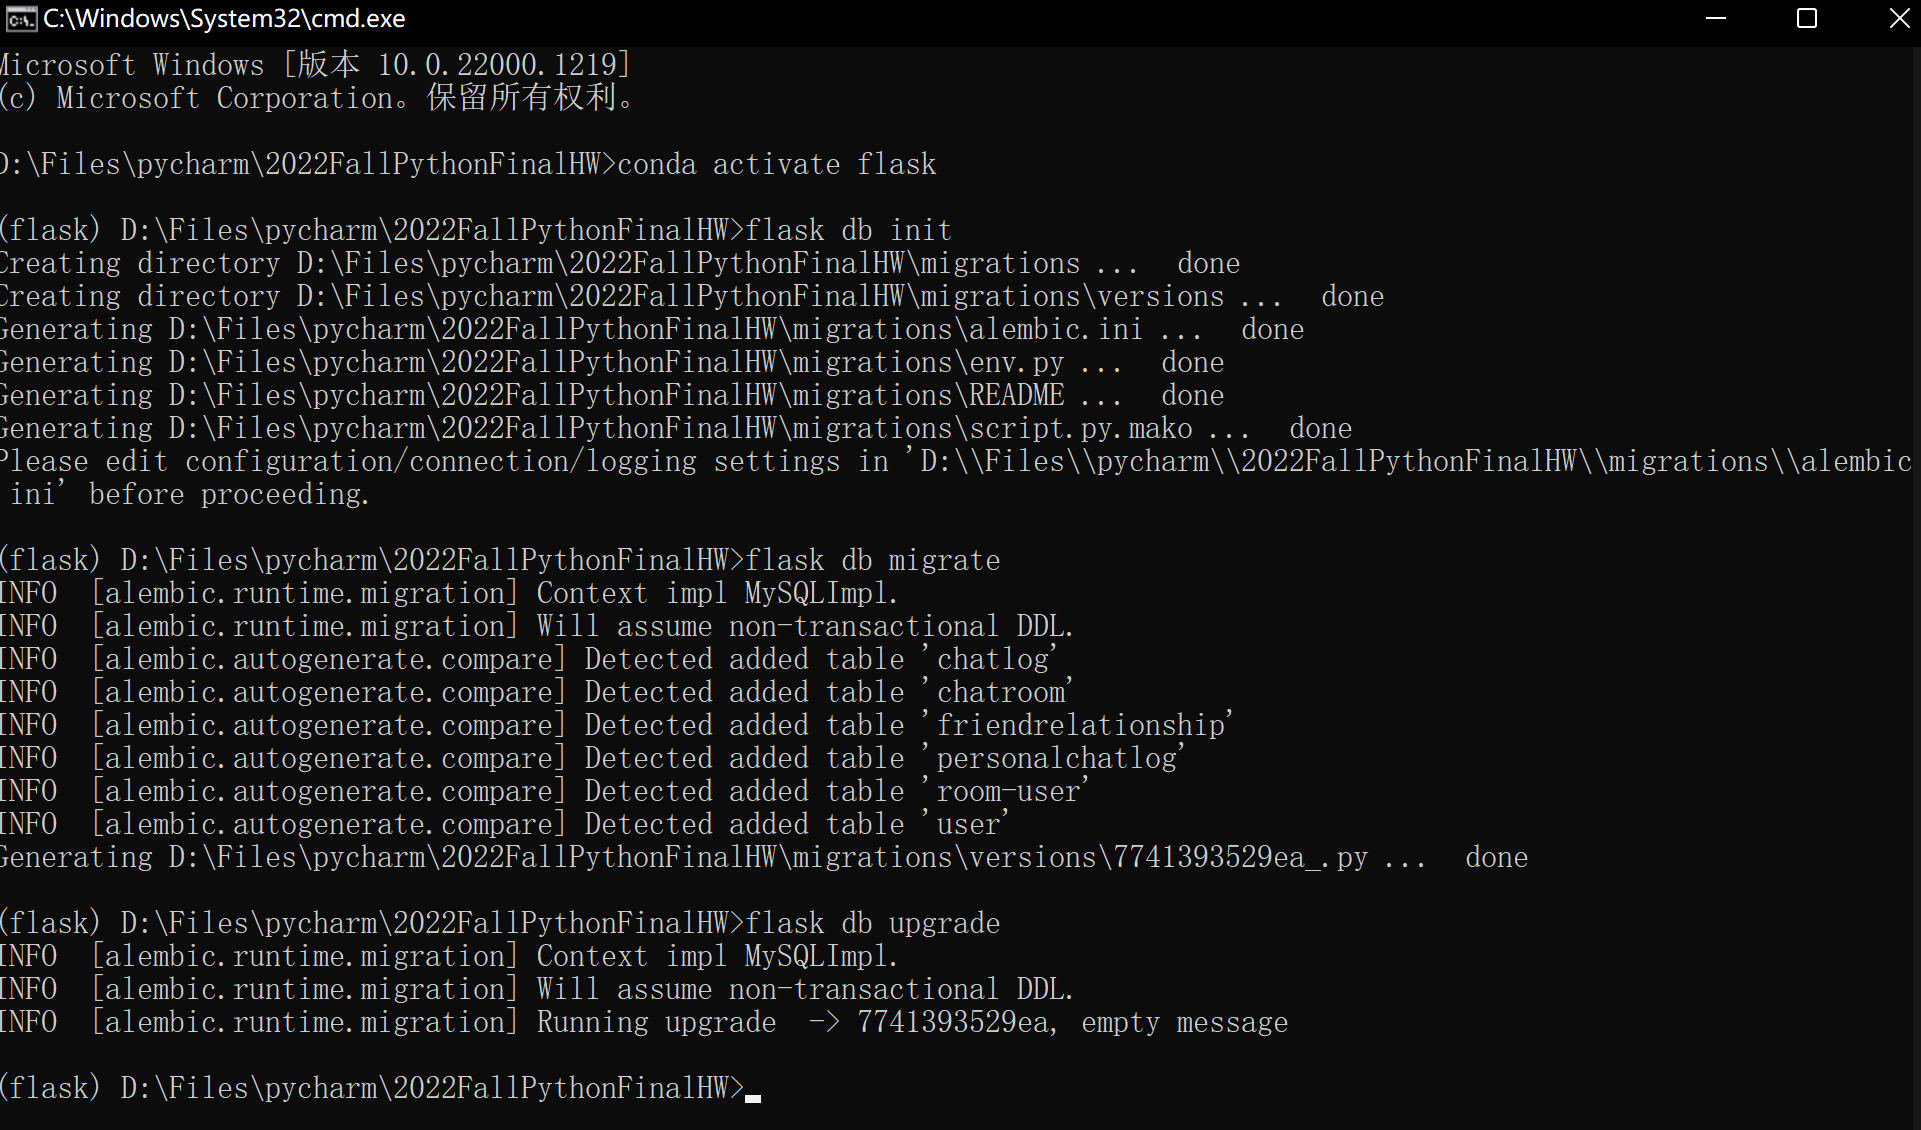 C:\Windows\System32\cmd.exe
Microsoft Windows [版本 10.0.22000.1219]
(c) Microsoft Corporation。保留所有权利。
D:\Files\pycharm\2022FallPythonFinalHW>conda activate flask
(flask) D:\Files\pycharm\2022FallPythonFinalHW>flask db init
Creating directory D:\Files\pycharm\2022FallPythonFinalHW\migrations ...  done
Creating directory D:\Files\pycharm\2022FallPythonFinalHW\migrations\versions ...  done
Generating D:\Files\pycharm\2022FallPythonFinalHW\migrations\alembic.ini ...  done
Generating D:\Files\pycharm\2022FallPythonFinalHW\migrations\env.py ...  done
Generating D:\Files\pycharm\2022FallPythonFinalHW\migrations\README ...  done
Generating D:\Files\pycharm\2022FallPythonFinalHW\migrations\script.py.mako ...  done
Please edit configuration/connection/logging settings in 'D:\\Files\\pycharm\\2022FallPythonFinalHW\\migrations\\alembic
ini' before proceeding.
(flask) D:\Files\pycharm\2022FallPythonFinalHW>flask db migrate
INFO  [alembic.runtime.migration] Context impl MySQLImpl.
INFO  [alembic.runtime.migration] Will assume non-transactional DDL.
INFO  [alembic.autogenerate.compare] Detected added table 'chatlog'
INFO  [alembic.autogenerate.compare] Detected added table 'chatroom'
INFO  [alembic.autogenerate.compare] Detected added table 'friendrelationship'
INFO  [alembic.autogenerate.compare] Detected added table 'personalchatlog'
INFO  [alembic.autogenerate.compare] Detected added table 'room-user'
INFO  [alembic.autogenerate.compare] Detected added table 'user'
Generating D:\Files\pycharm\2022FallPythonFinalHW\migrations\versions\7741393529ea_.py ...  done
(flask) D:\Files\pycharm\2022FallPythonFinalHW>flask db upgrade
INFO  [alembic.runtime.migration] Context impl MySQLImpl.
INFO  [alembic.runtime.migration] Will assume non-transactional DDL.
INFO  [alembic.runtime.migration] Running upgrade  -> 7741393529ea, empty message
(flask) D:\Files\pycharm\2022FallPythonFinalHW>